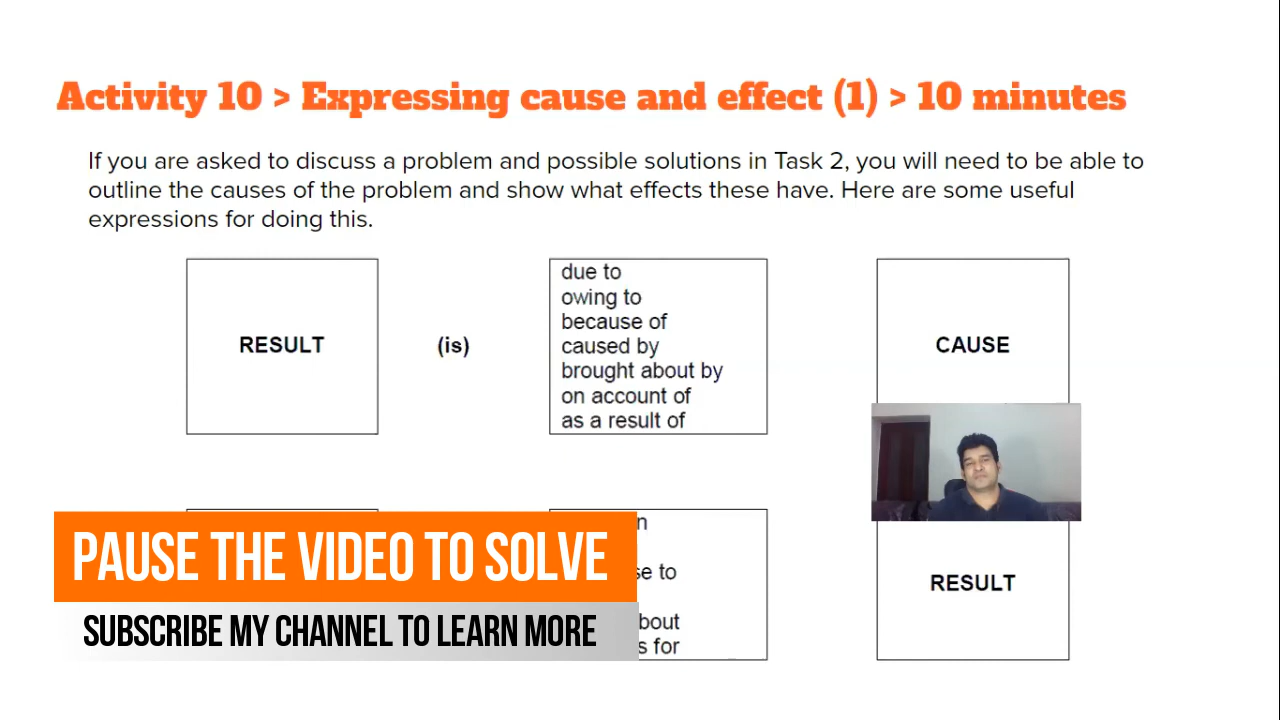 Activity 10 > Expressing cause and effect (1) > 10 minutes
If you are asked to discuss a problem and possible solutions in Task 2, you will need to be able to
outline the causes of the problem and show what effects these have. Here are some useful
expressions for doing this.
RESULT
(is)
due to
owing to
because of
caused by
brought about by
on account of
as a result of
CAUSE
PAUSE THE VIDEO TO SOLVE
SUBSCRIBE MY CHANNEL TO LEARN MORE
to
for
RESULT